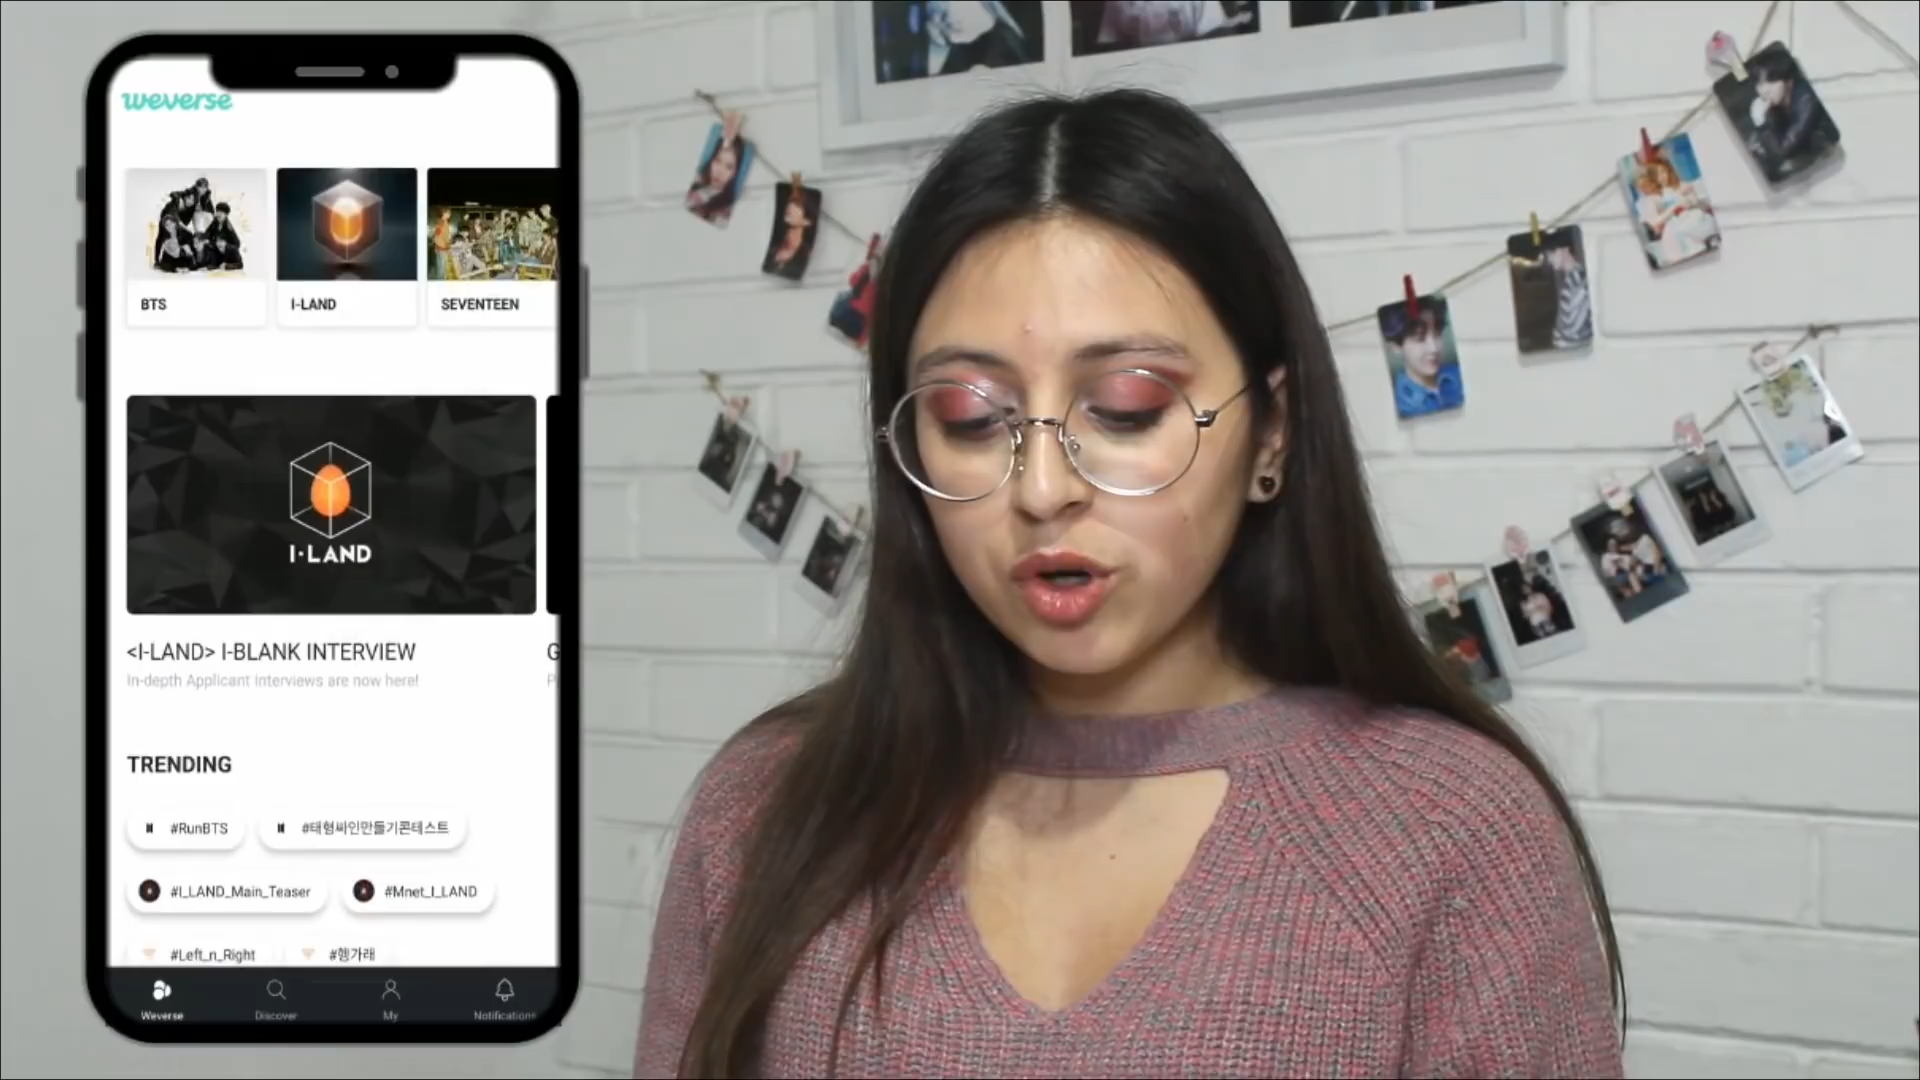 weverse
BTS
I-LAND
SEVENTEEN
I·LAND
<I-LAND> I-BLANK INTERVIEW
G
In-depth Applicant Interviews are now here!
P
TRENDING
#RunBTS
#태형싸인만들기콘테스트
#I_LAND_Main_Teaser
#Mnet_I_LAND
#Left_n_Right
#헹가래
Weverse
Discover
My
Notifications